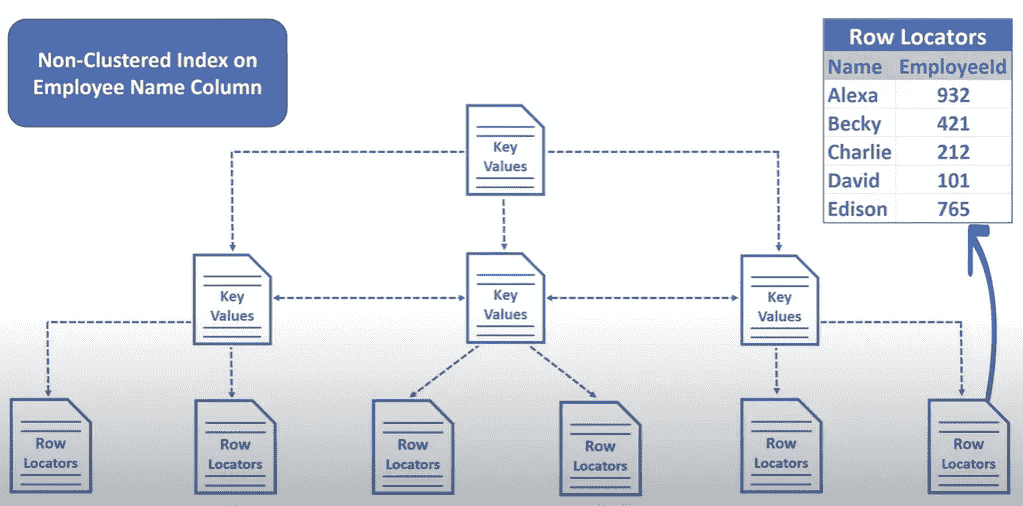 Non-Clustered Index on
Employee Name Column
Row Locators
Name EmployeeId
Alexa 932
Becky 421
Charlie 212
David 101
Edison 765
Key
Values
Key
Values
Key
Values
Key
Values
Row
Locators
Row
Locators
Row
Locators
Row
Locators
Row
Locators
Row
Locators